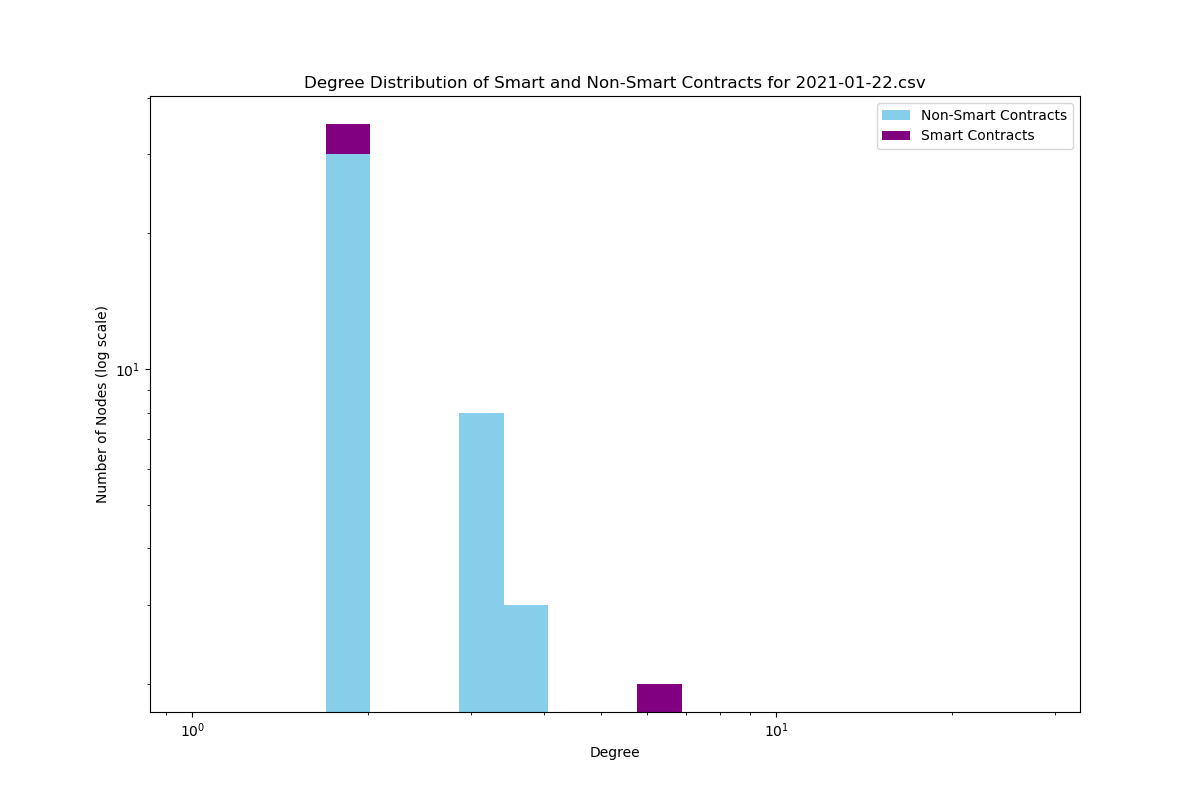 Degree Distribution of Smart and Non-Smart Contracts for 2021-01-22.csv
Non-Smart Contracts
Smart Contracts
Number of Nodes (log scale)
10¹
10⁰
10¹
Degree